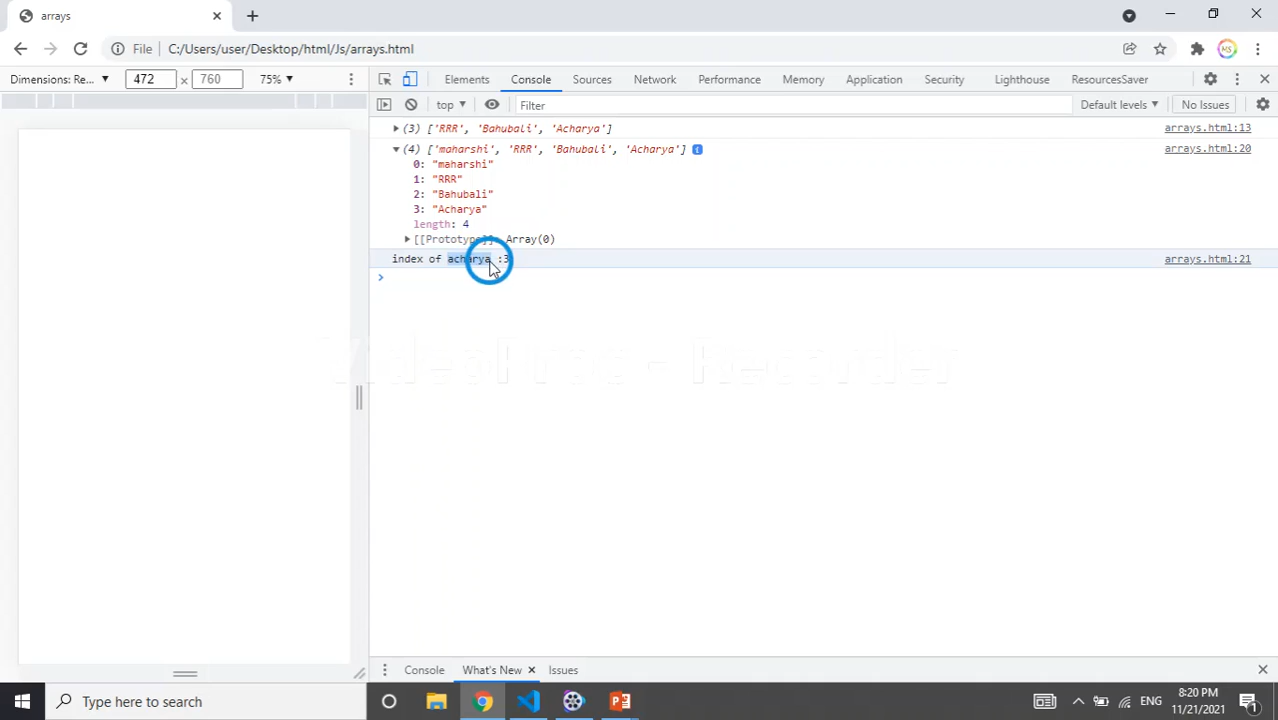 arrays
File C:/Users/user/Desktop/html/Js/arrays.html
Dimensions: Re... 472 × 760 75%
Elements Console Sources Network Performance Memory Application Security Lighthouse ResourcesSaver
top Filter Default levels No Issues
(3) ['RRR', 'Bahubali', 'Acharya'] arrays.html:13
(4) ['maharshi', 'RRR', 'Bahubali', 'Acharya'] arrays.html:20
0: "maharshi"
1: "RRR"
2: "Bahubali"
3: "Acharya"
length: 4
[[Prototype]]: Array(0)
index of acharya :3 arrays.html:21
VideoProc - Recorder
Console What's New Issues
Type here to search
ENG
8:20 PM
11/21/2021
1